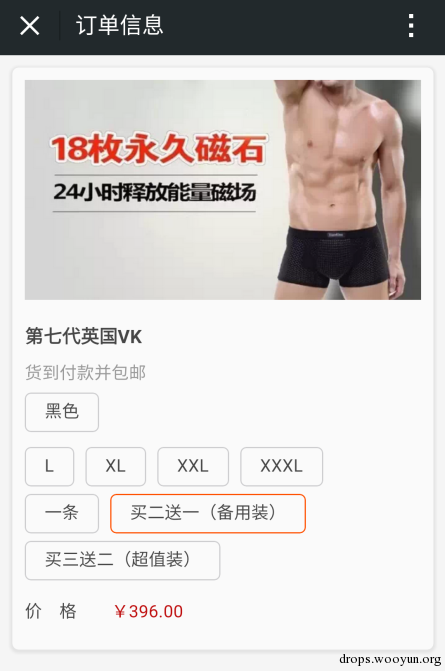 订单信息
18枚永久磁石
24小时释放能量磁场
第七代英国VK
货到付款并包邮
黑色
L XL XXL XXXL
一条 买二送一（备用装）
买三送二（超值装）
价 格 ￥396.00
drops.wooyun.org